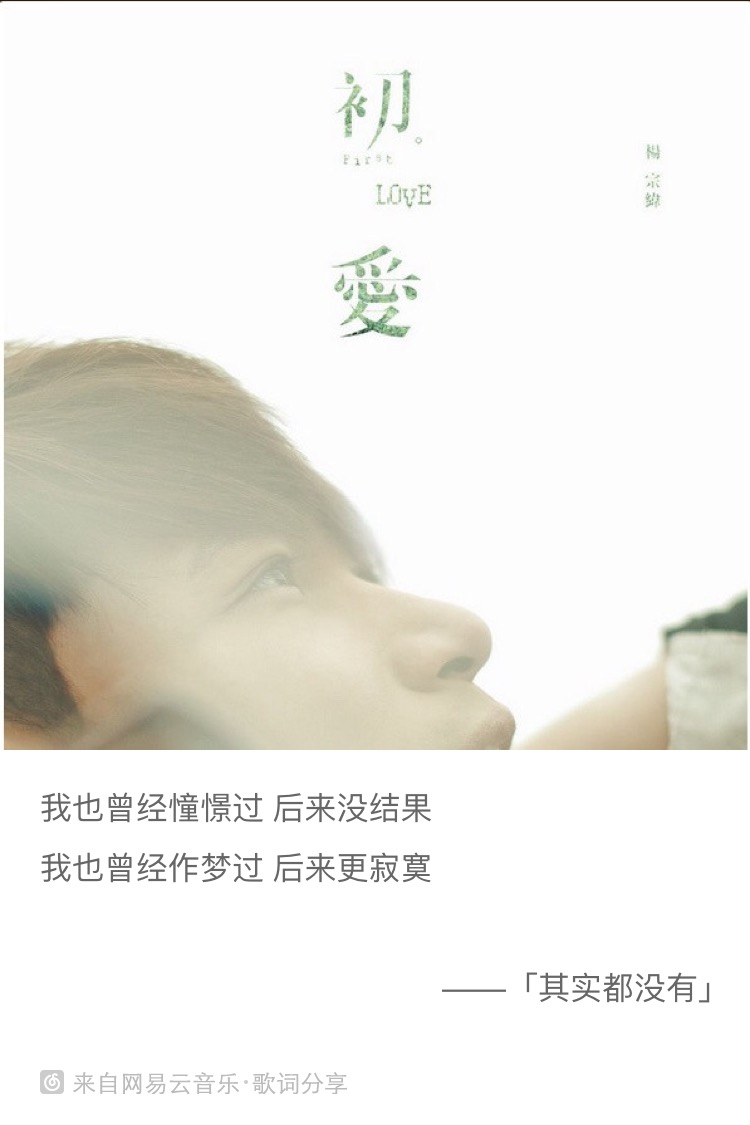 初。
First
LOvE
愛
楊宗緯
我也曾经憧憬过 后来没结果
我也曾经作梦过 后来更寂寞
——「其实都没有」
来自网易云音乐·歌词分享